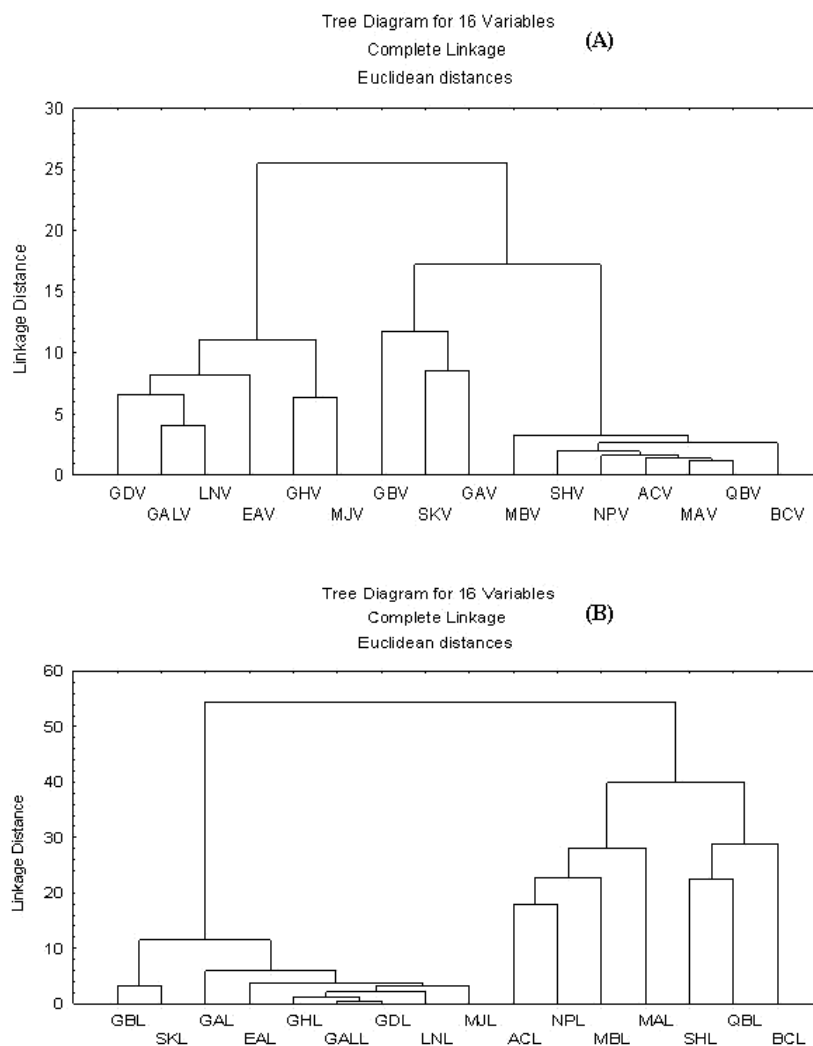 Tree Diagram for 16 Variables
(A)
Complete Linkage
Euclidean distances
30
25
20
15
10
5
0
Linkage Distance
GDV LNV GHV GBV GAV SHV ACV QBV
GALV EAV MJV SKV MBV NPV MAV BCV
Tree Diagram for 16 Variables
(B)
Complete Linkage
Euclidean distances
60
50
40
30
20
10
0
Linkage Distance
GBL GAL GHL GDL MJL NPL MAL QBL
SKL EAL GALL LNL ACL MBL SHL BCL